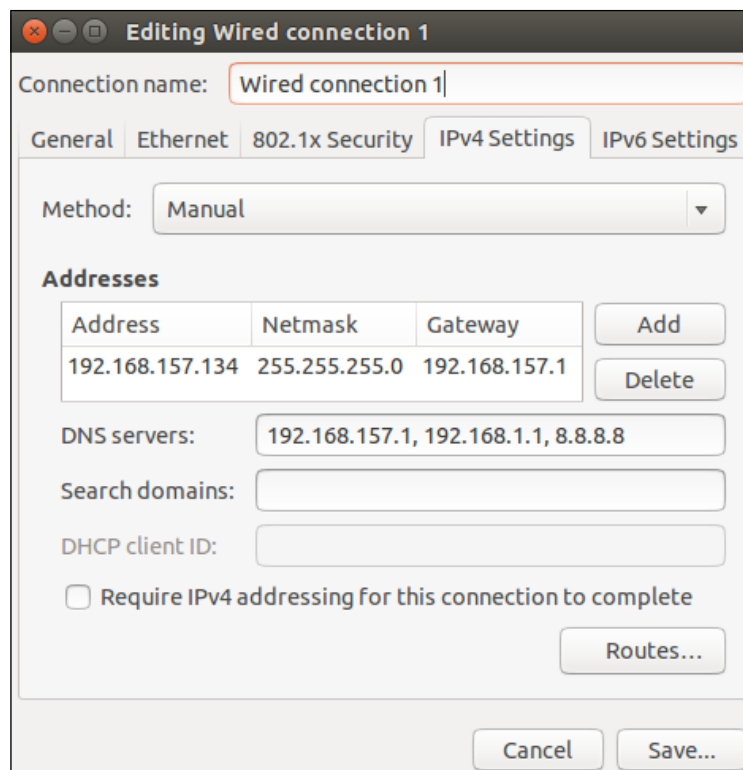 Editing Wired connection 1
Connection name: Wired connection 1
General Ethernet 802.1x Security IPv4 Settings IPv6 Settings
Method: Manual
Addresses
Address Netmask Gateway Add
192.168.157.134 255.255.255.0 192.168.157.1
Delete
DNS servers: 192.168.157.1, 192.168.1.1, 8.8.8.8
Search domains:
DHCP client ID:
Require IPv4 addressing for this connection to complete
Routes...
Cancel Save...